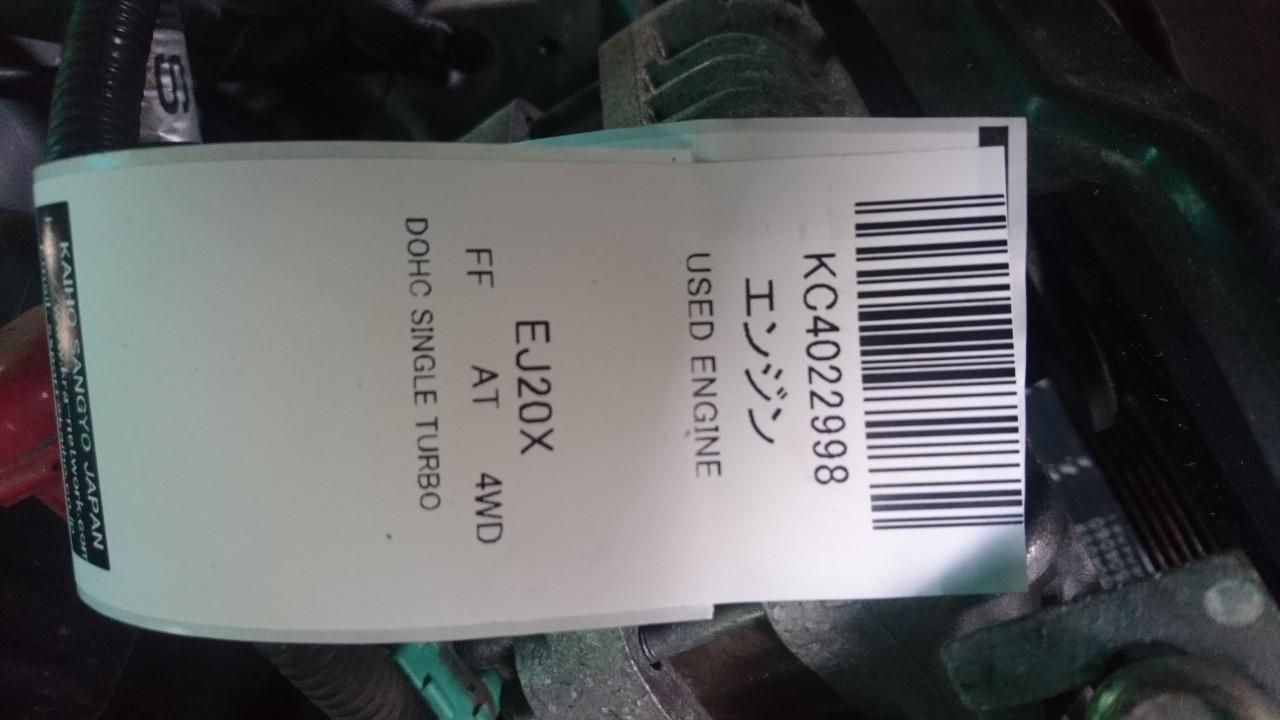 KC4022998
エンジン
USED ENGINE
EJ20X
FF AT 4WD
DOHC SINGLE TURBO
KAIHO SANGYO JAPAN
S